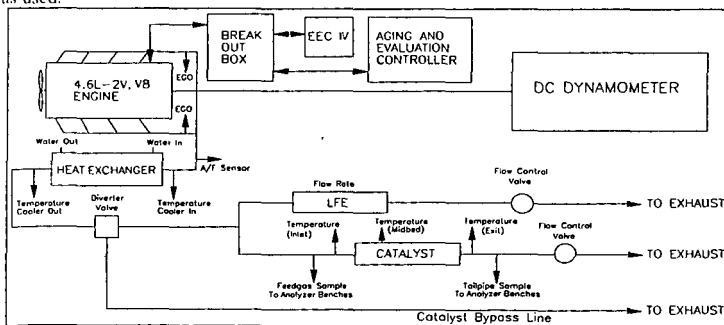 as used.
BREAK
OUT
BOX
EEC IV
AGING AND
EVALUATION
CONTROLLER
4.6L-2V, V8
ENGINE
EGO
EGO
DC DYNAMOMETER
Water Out
Water In
HEAT EXCHANGER
A/F Sensor
Temperature
Cooler Out
Diverter
Valve
Temperature
Cooler In
Flow Rate
LFE
Flow Control
Valve
TO EXHAUST
Temperature
(Inlet)
Temperature
(Midbed)
Temperature
(Exit)
Flow Control
Valve
CATALYST
TO EXHAUST
Feedgas Sample
To Analyzer Benches
Tailpipe Sample
To Analyzer Benches
TO EXHAUST
Catalyst Bypass Line